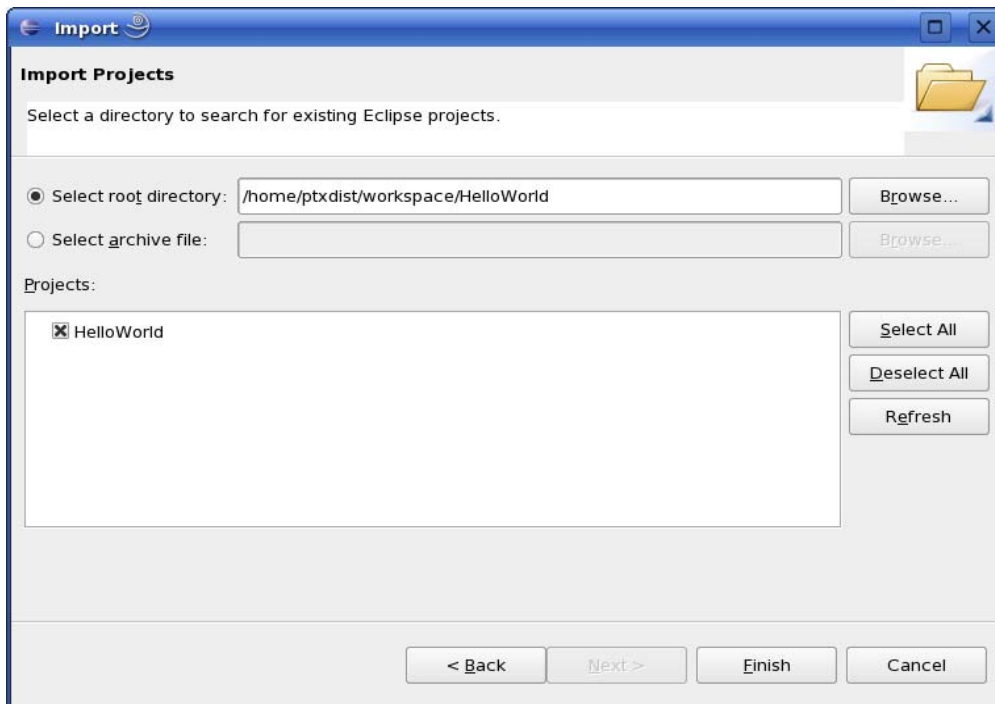 Import
Import Projects
Select a directory to search for existing Eclipse projects.
Select root directory: /home/ptxdist/workspace/HelloWorld Browse...
Select archive file: Browse...
Projects:
HelloWorld
Select All
Deselect All
Refresh
< Back Next > Finish Cancel